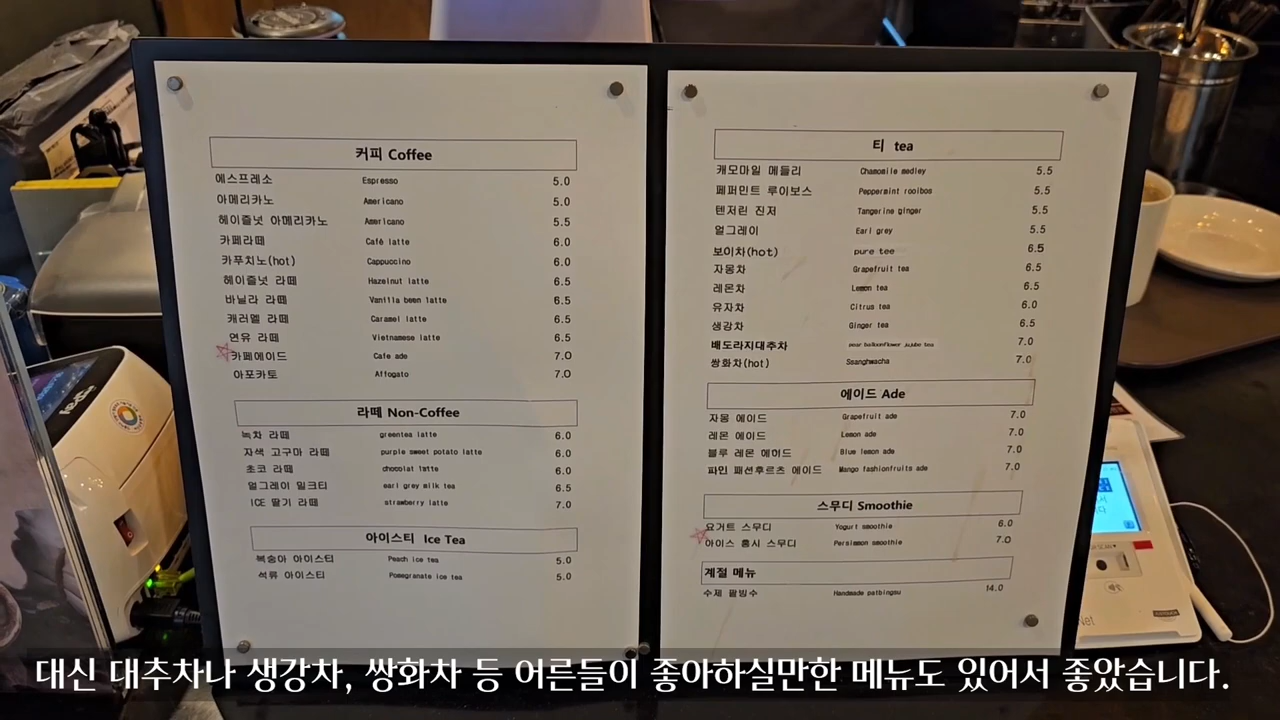 커피 Coffee
에스프레소 Espresso 5.0
아메리카노 Americano 5.0
헤이즐넛 아메리카노 Americano 5.5
카페라떼 Café latte 6.0
카푸치노(hot) Cappuccino 6.0
헤이즐넛 라떼 Hazelnut latte 6.5
바닐라 라떼 Vanilla been latte 6.5
캐러멜 라떼 Caramel latte 6.5
연유 라떼 Vietnamese latte 6.5
카페에이드 Cafe ade 7.0
아포카토 Affogato 7.0
라떼 Non-Coffee
녹차 라떼 greentea latte 6.0
자색 고구마 라떼 purple sweet potato latte 6.0
초코 라떼 chocolat latte 6.0
얼그레이 밀크티 earl grey milk tea 6.5
ICE 딸기 라떼 strawberry latte 7.0
아이스티 Ice Tea
복숭아 아이스티 Peach ice tea 5.0
석류 아이스티 Pomegranate ice tea 5.0
티 tea
캐모마일 메들리 Chamomile medley 5.5
페퍼민트 루이보스 Peppermint rooibos 5.5
텐저린 진저 Tangerine ginger 5.5
얼그레이 Earl grey 5.5
보이차(hot) pure tee 6.5
자몽차 Grapefruit tea 6.5
레몬차 Lemon tea 6.5
유자차 Citrus tea 6.0
생강차 Ginger tea 6.5
배도라지대추차 pear balloonflower jujube tea 7.0
쌍화차(hot) Ssanghwacha 7.0
에이드 Ade
자몽 에이드 Grapefruit ade 7.0
레몬 에이드 Lemon ade 7.0
블루 레몬 에이드 Blue lemon ade 7.0
파인 패션후르츠 에이드 Mango fashionfruits ade 7.0
스무디 Smoothie
요거트 스무디 Yogurt smoothie 6.0
아이스 홍시 스무디 Persimmon smoothie 7.0
계절 메뉴
수제 팥빙수 Handmade patbingsu 14.0
대신 대추차나 생강차, 쌍화차 등 어른들이 좋아하실만한 메뉴도 있어서 좋았습니다.